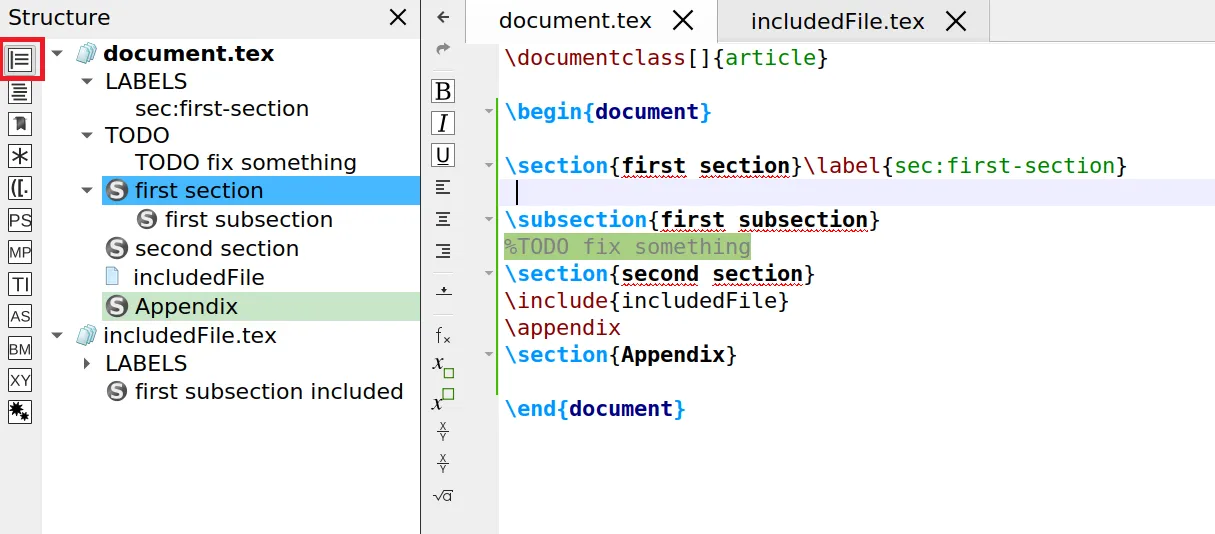 Structure
document.tex
LABELS
sec:first-section
TODO
TODO fix something
S first section
S first subsection
S second section
includedFile
S Appendix
includedFile.tex
LABELS
S first subsection included
([.
PS
MP
TI
AS
BM
XY
B
I
U
fx
x
x
X
Y
X
Y
√a
document.tex
includedFile.tex
\documentclass[]{article}
\begin{document}
\section{first section}\label{sec:first-section}
\subsection{first subsection}
%TODO fix something
\section{second section}
\include{includedFile}
\appendix
\section{Appendix}
\end{document}